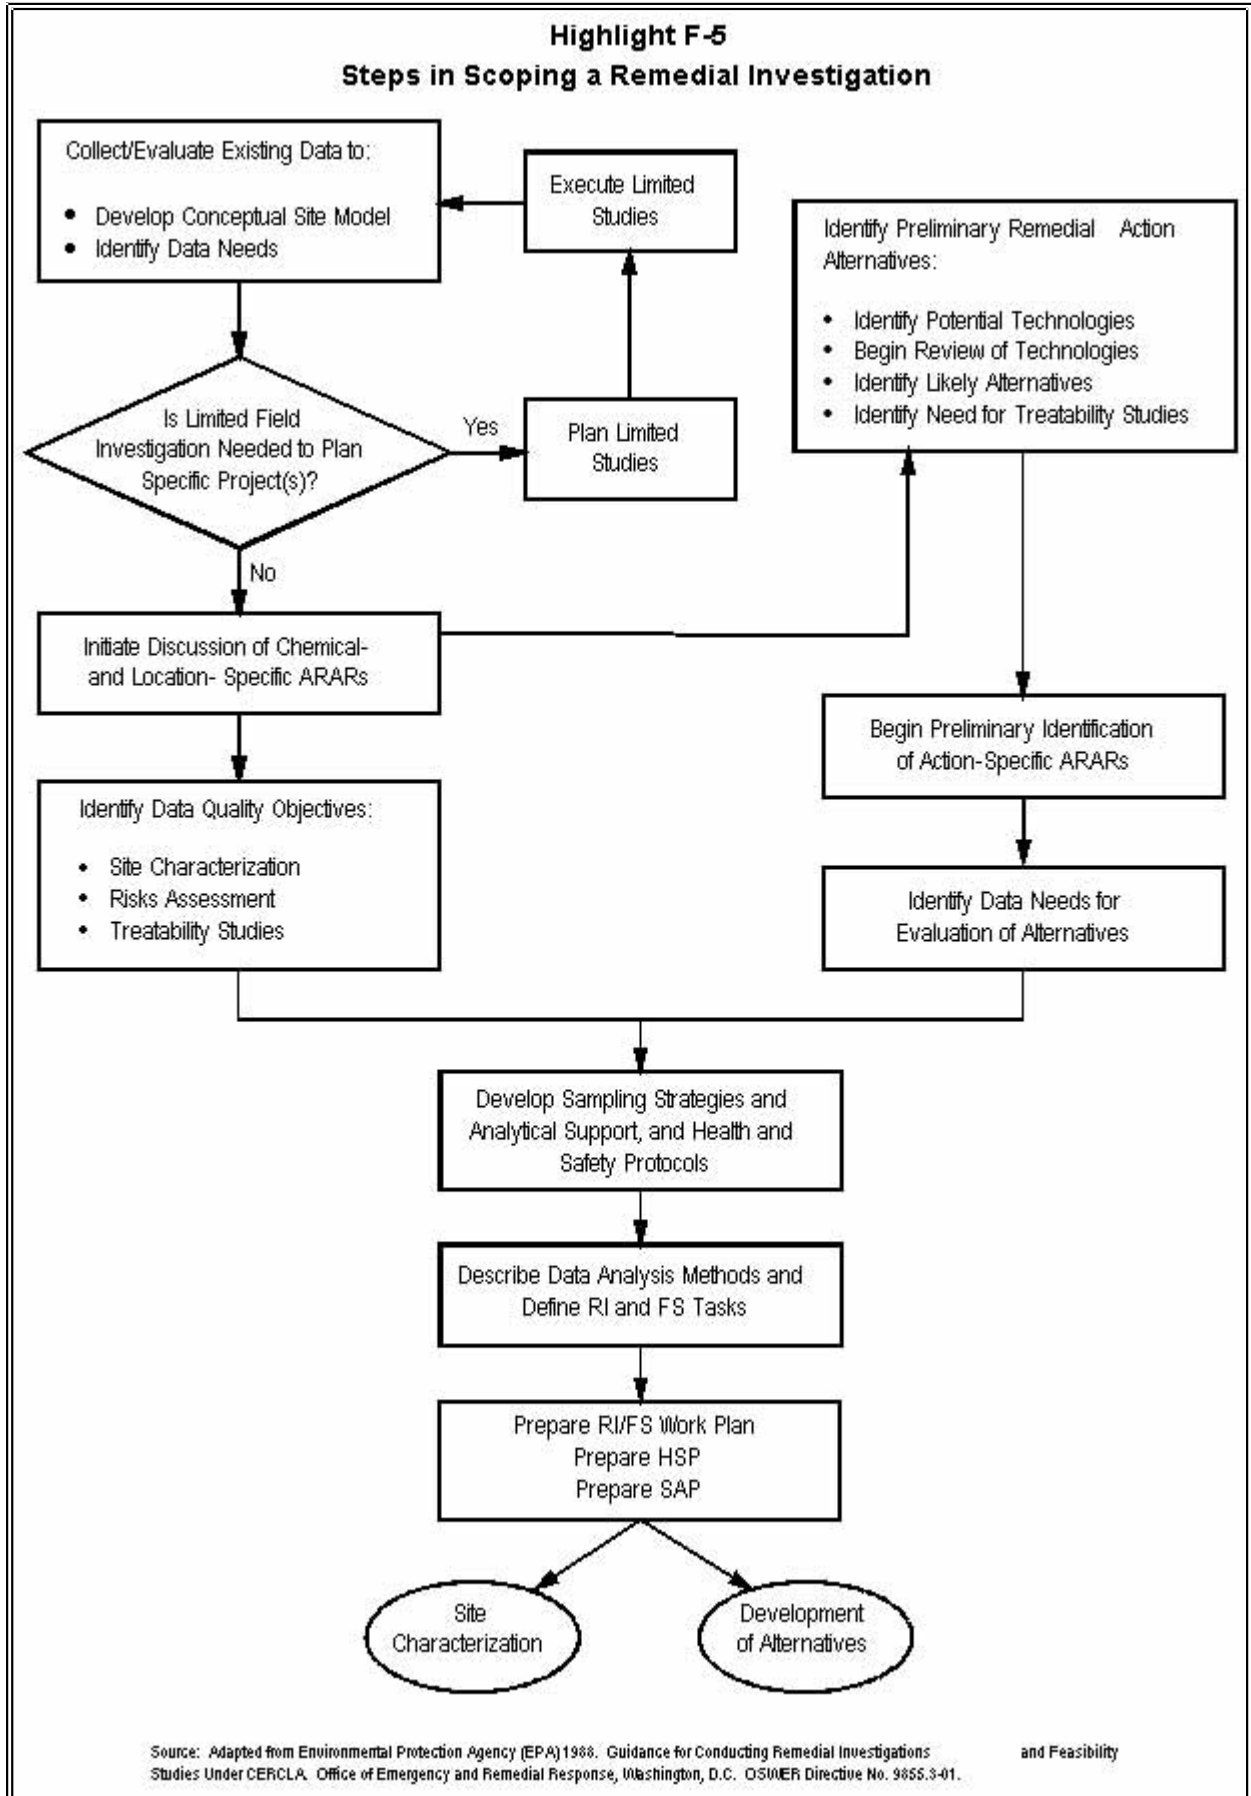 Highlight F-5
Steps in Scoping a Remedial Investigation
Collect/Evaluate Existing Data to:
• Develop Conceptual Site Model
• Identify Data Needs
Execute Limited
Studies
Identify Preliminary Remedial Action
Alternatives:
• Identify Potential Technologies
• Begin Review of Technologies
• Identify Likely Alternatives
• Identify Need for Treatability Studies
Is Limited Field
Investigation Needed to Plan
Specific Project(s)?
Yes
Plan Limited
Studies
No
Initiate Discussion of Chemical-
and Location- Specific ARARs
Begin Preliminary Identification
of Action-Specific ARARs
Identify Data Quality Objectives:
• Site Characterization
• Risks Assessment
• Treatability Studies
Identify Data Needs for
Evaluation of Alternatives
Develop Sampling Strategies and
Analytical Support, and Health and
Safety Protocols
Describe Data Analysis Methods and
Define RI and FS Tasks
Prepare RI/FS Work Plan
Prepare HSP
Prepare SAP
Site
Characterization
Development
of Alternatives
Source: Adapted from Environmental Protection Agency (EPA) 1988. Guidance for Conducting Remedial Investigations and Feasibility
Studies Under CERCLA. Office of Emergency and Remedial Response, Washington, D.C. OSWER Directive No. 9855.3-01.